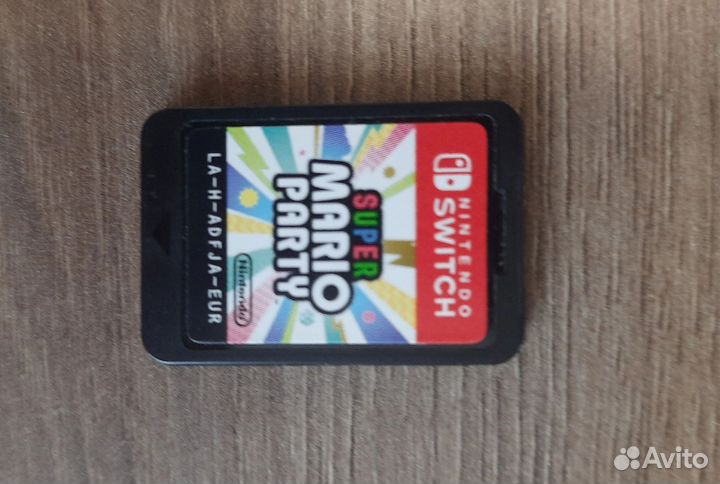 NINTENDO
SWITCH
SUPER
MARIO
PARTY
Nintendo
LA-H-ADFJA-EUR
Avito